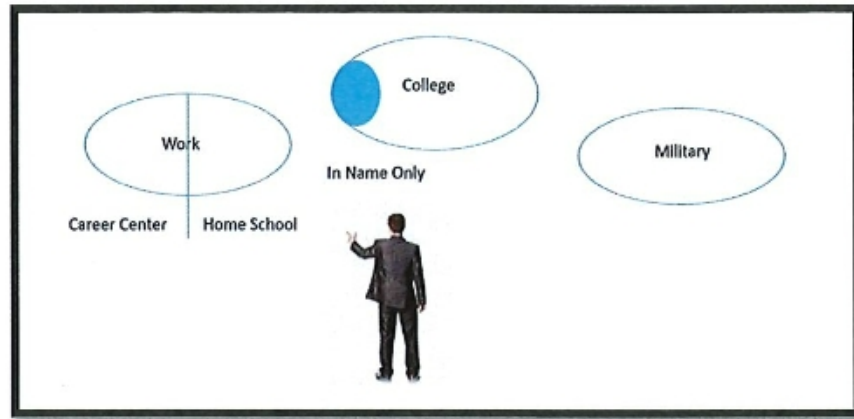 College
Work
Military
In Name Only
Career Center
Home School